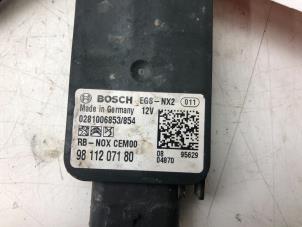 BOSCH EGS-NX2 011
Made in Germany 12V
0281006853/854
RB-NOX CEM00
98 112 071 80
08 95629
04870